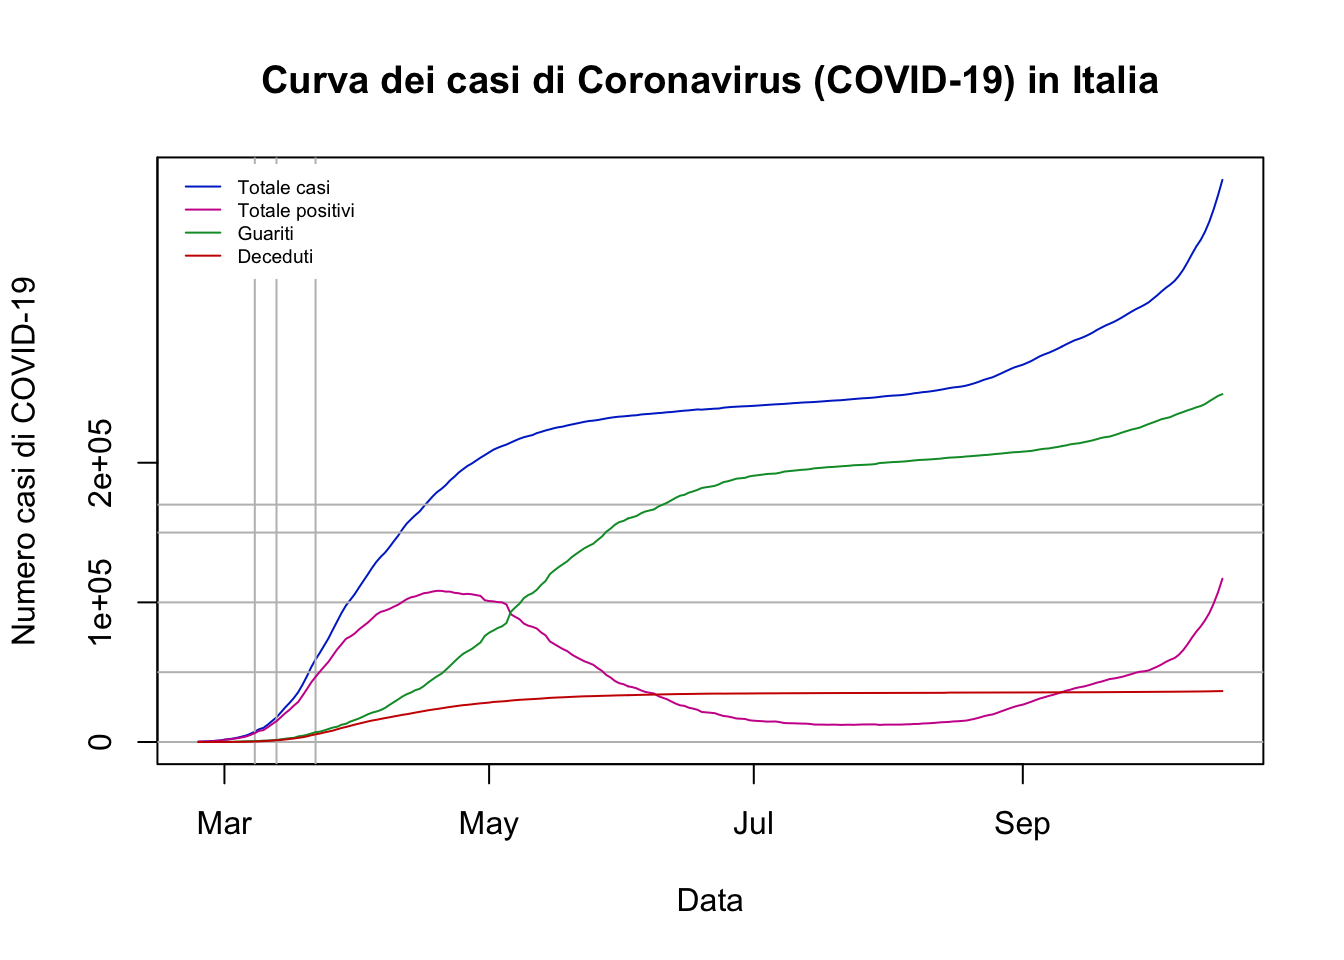 Curva dei casi di Coronavirus (COVID-19) in Italia
Totale casi
Totale positivi
Guariti
Deceduti
Numero casi di COVID-19
2e+05
1e+05
0
Mar
May
Jul
Sep
Data